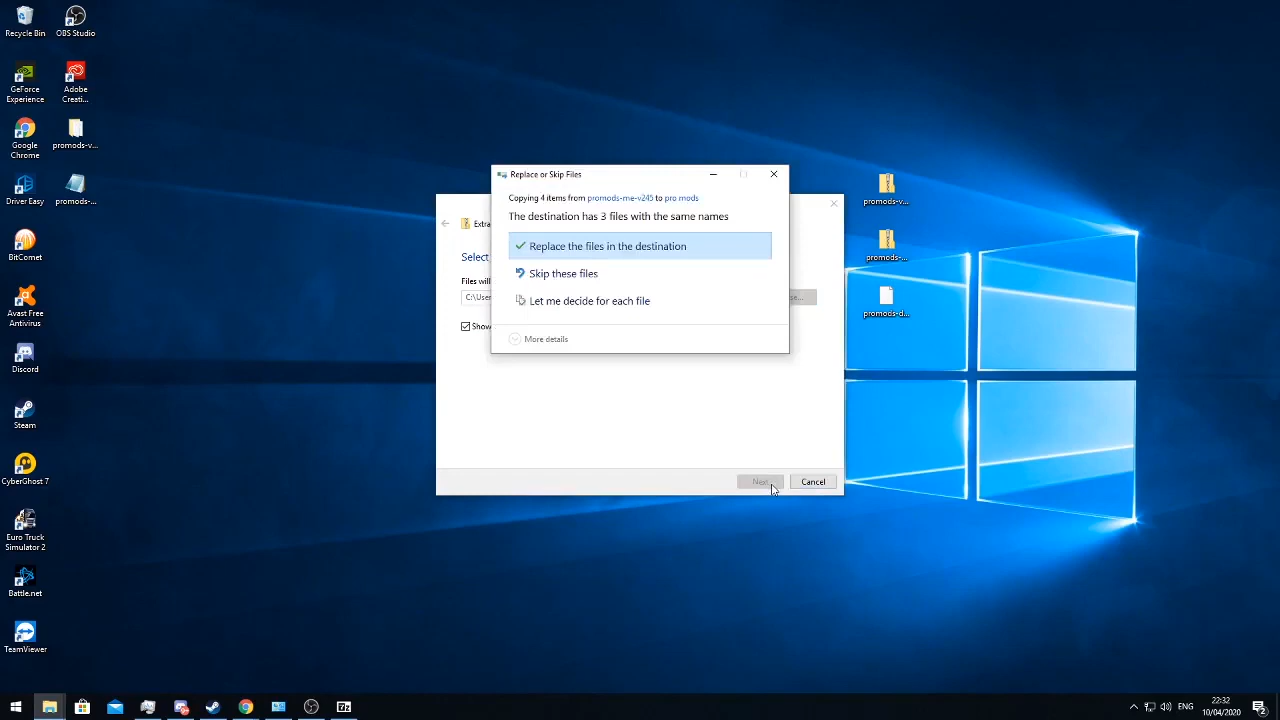 Recycle Bin
OBS Studio
GeForce
Experience
Adobe
Creati...
Google
Chrome
promods-v...
Driver Easy
promods-...
BitComet
Avast Free
Antivirus
Discord
Steam
CyberGhost 7
Euro Truck
Simulator 2
Battle.net
TeamViewer
Replace or Skip Files
Copying 4 items from promods-me-v245 to pro mods
The destination has 3 files with the same names
Replace the files in the destination
Skip these files
Let me decide for each file
More details
Extra
Select
Files will
C:\User
Show
Next
Cancel
promods-v...
promods-...
promods-d...
ENG
22:32
10/04/2020
2